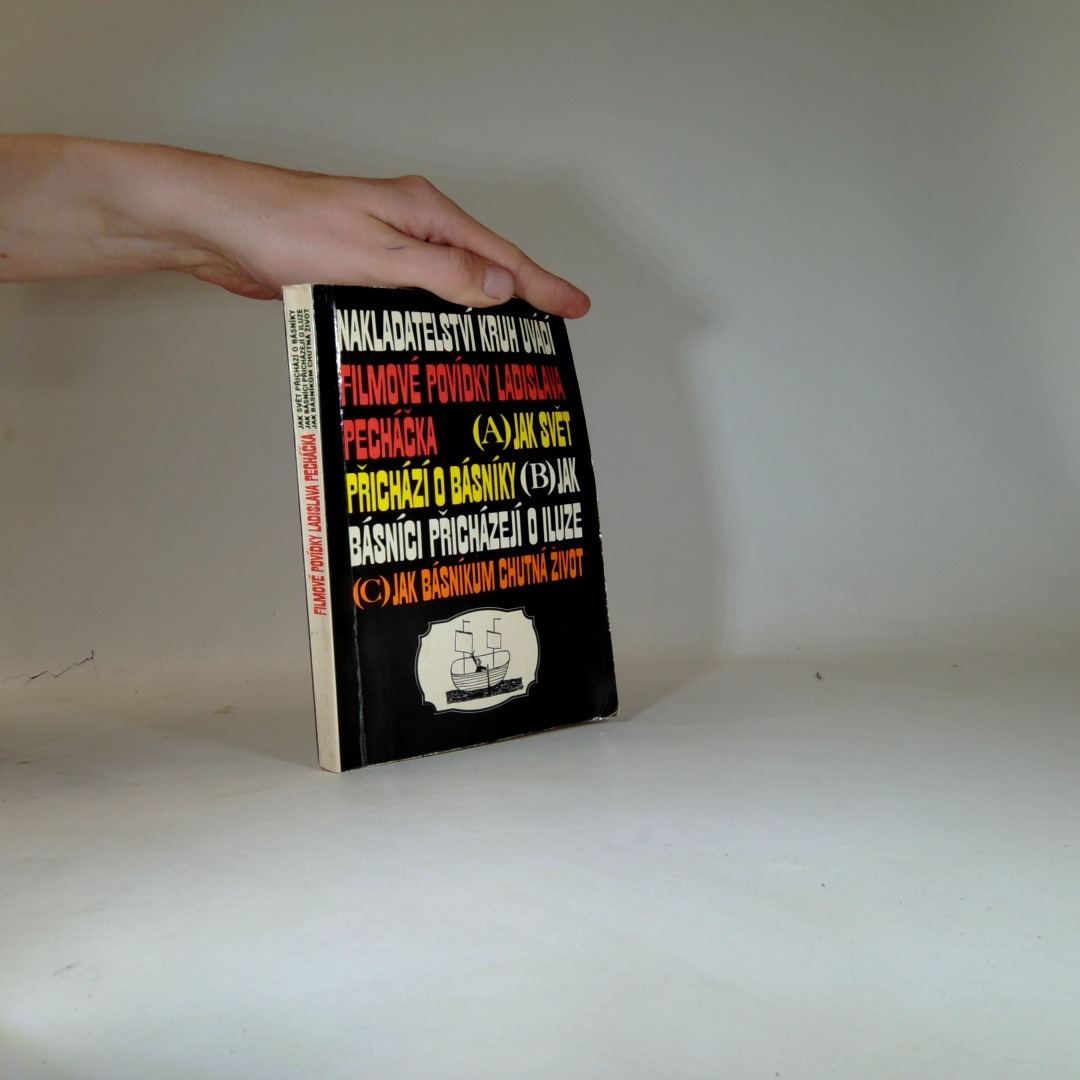 NAKLADATELSTVÍ KRUH UVÁDÍ
FILMOVÉ POVÍDKY LADISLAVA
PECHÁČKA (A) JAK SVĚT
PŘICHÁZÍ O BÁSNÍKY (B) JAK
BÁSNÍCI PŘICHÁZEJÍ O ILUZE
(C) JAK BÁSNÍKUM CHUTNÁ ŽIVOT
FILMOVÉ POVÍDKY LADISLAVA PECHÁČKA
JAK SVĚT PŘICHÁZÍ O BÁSNÍKY
JAK BÁSNÍCI PŘICHÁZEJÍ O ILUZE
JAK BÁSNÍKUM CHUTNÁ ŽIVOT